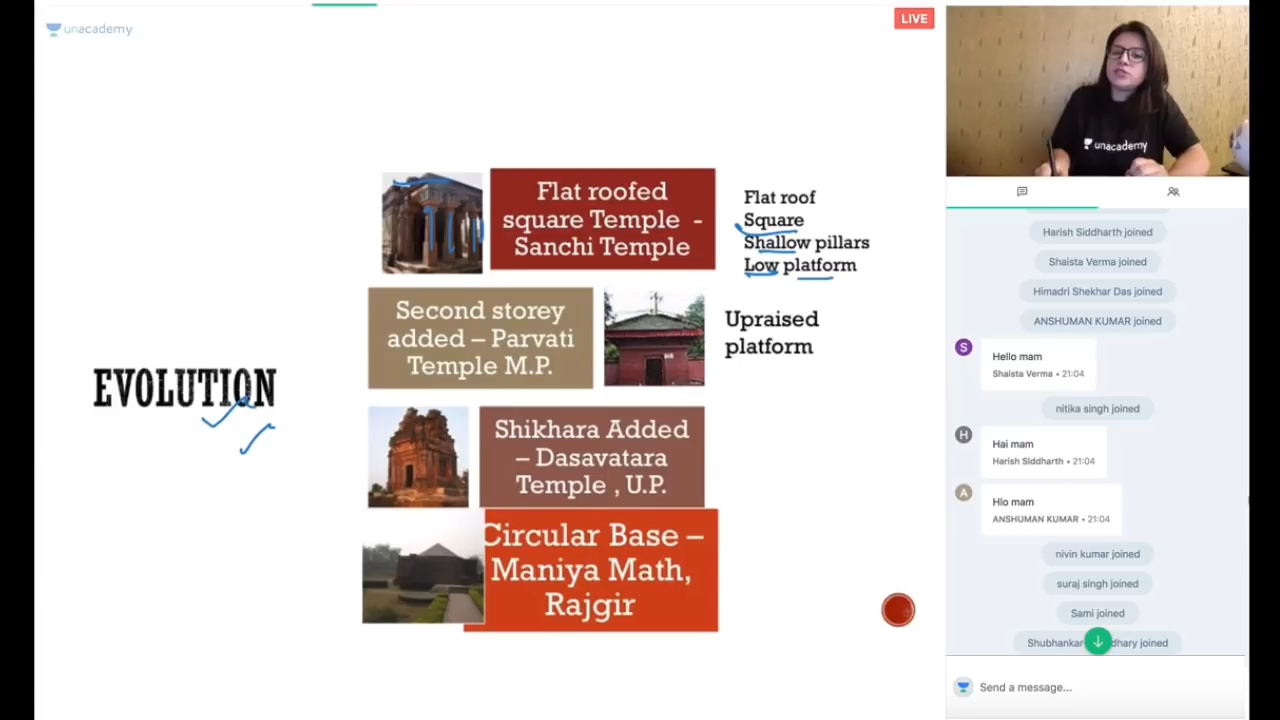 unacademy
LIVE
Flat roofed
square Temple -
Sanchi Temple
Flat roof
Square
Shallow pillars
Low platform
Second storey
added – Parvati
Temple M.P.
Upraised
platform
EVOLUTION
Shikhara Added
– Dasavatara
Temple , U.P.
Circular Base –
Maniya Math,
Rajgir
unacademy
Harish Siddharth joined
Shaista Verma joined
Himadri Shekhar Das joined
ANSHUMAN KUMAR joined
S
Hello mam
Shaista Verma • 21:04
nitika singh joined
H
Hai mam
Harish Siddharth • 21:04
A
Hlo mam
ANSHUMAN KUMAR • 21:04
nivin kumar joined
suraj singh joined
Sami joined
Shubhankar dhary joined
Send a message...